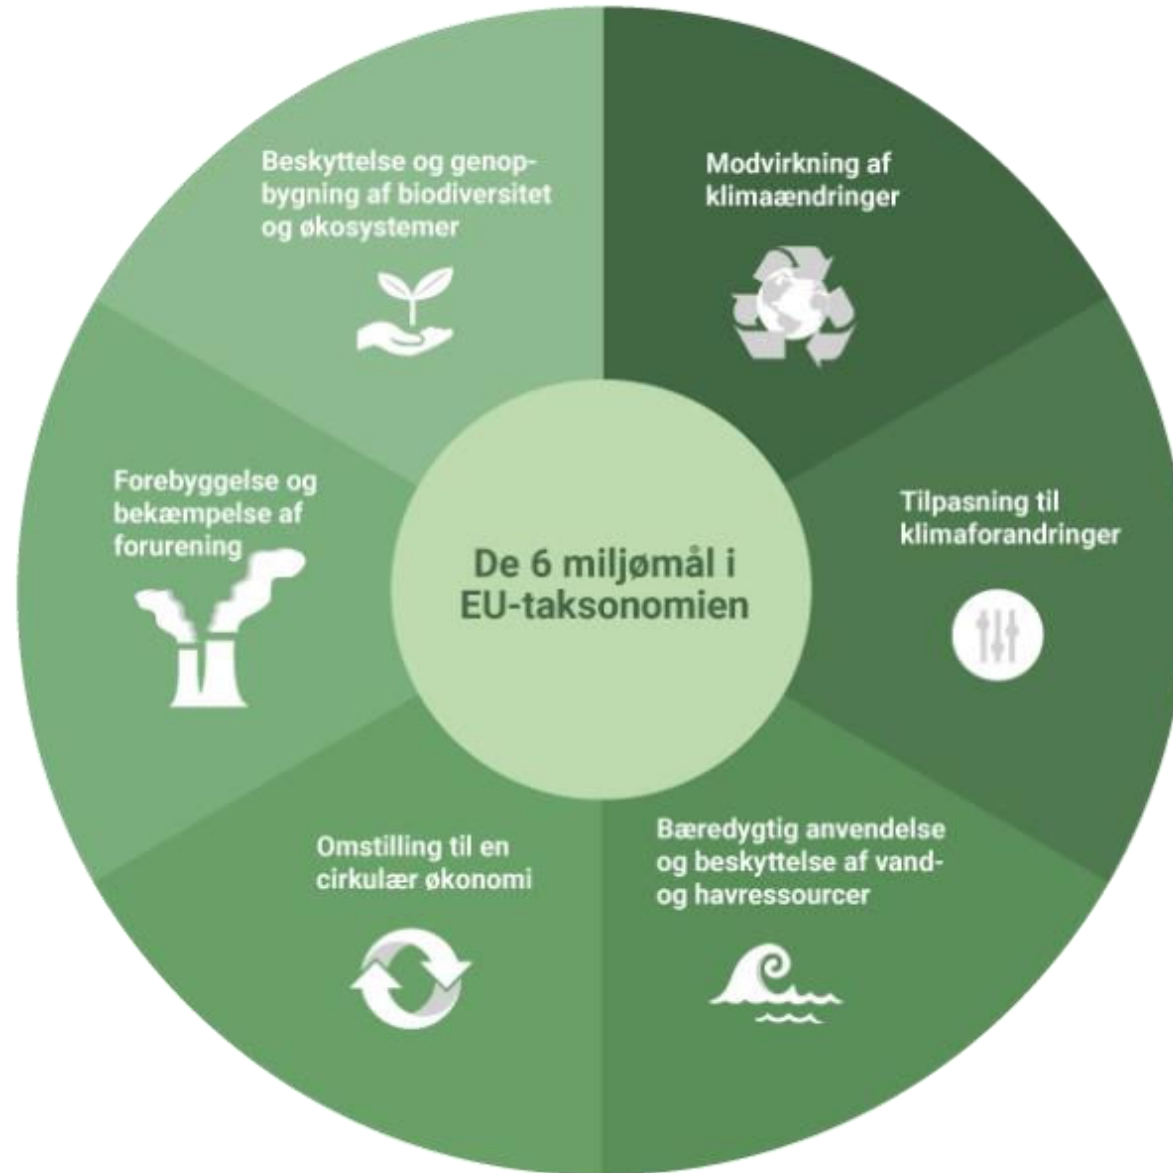 De 6 miljømål i
EU-taksonomien
Modvirkning af
klimaændringer
Tilpasning til
klimaforandringer
Bæredygtig anvendelse
og beskyttelse af vand-
og havressourcer
Omstilling til en
cirkulær økonomi
Forebyggelse og
bekæmpelse af
forurening
Beskyttelse og genop-
bygning af biodiversitet
og økosystemer